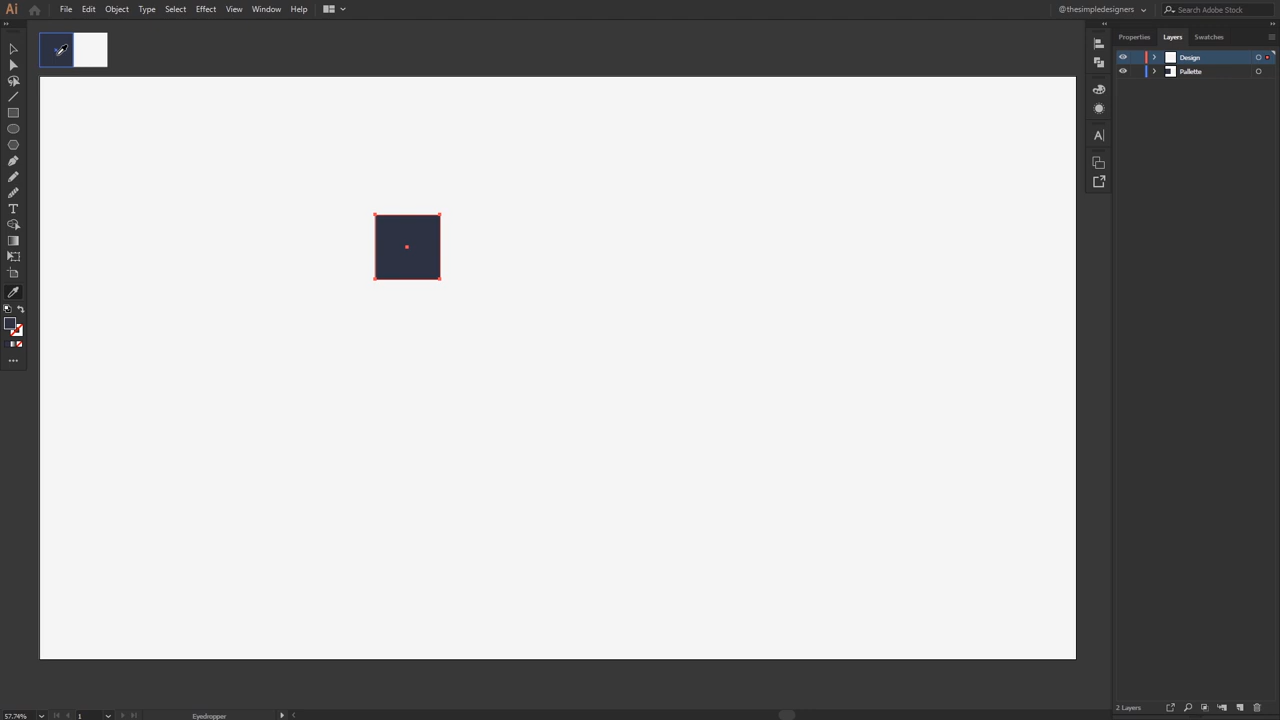 Ai File Edit Object Type Select Effect View Window Help @thesimpledesigners Search Adobe Stock
Properties Layers Swatches
Design
Pallette
57.74% 1 Eyedropper 2 Layers